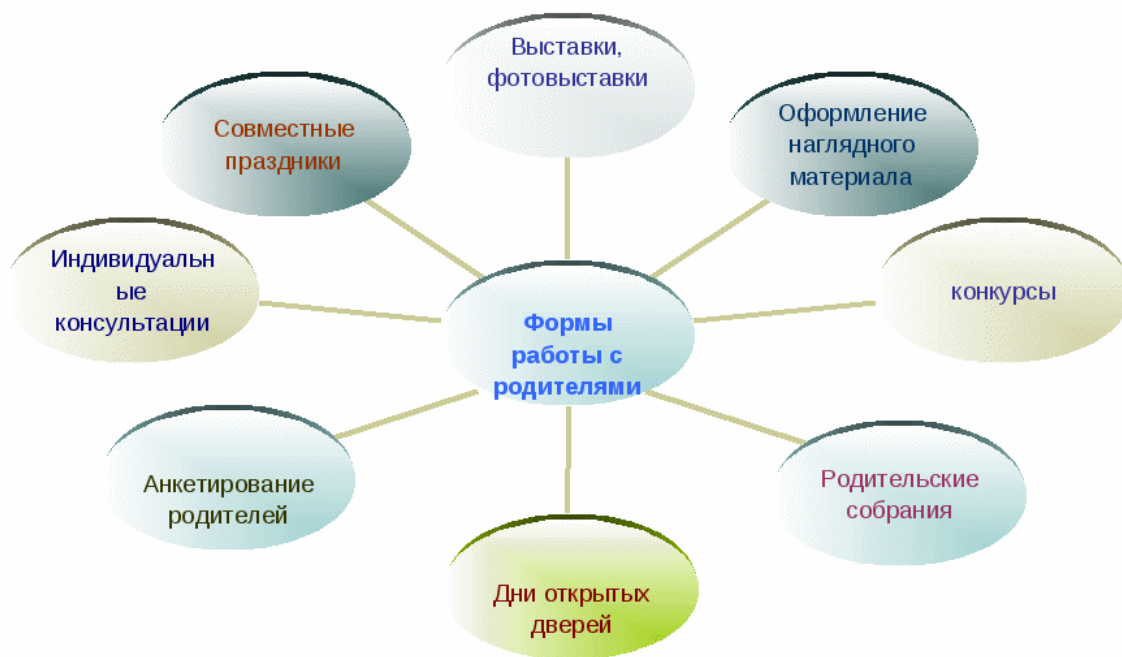 Выставки,
фотовыставки
Совместные
праздники
Оформление
наглядного
материала
Индивидуальн
ые
консультации
конкурсы
Формы
работы с
родителями
Анкетирование
родителей
Родительские
собрания
Дни открытых
дверей